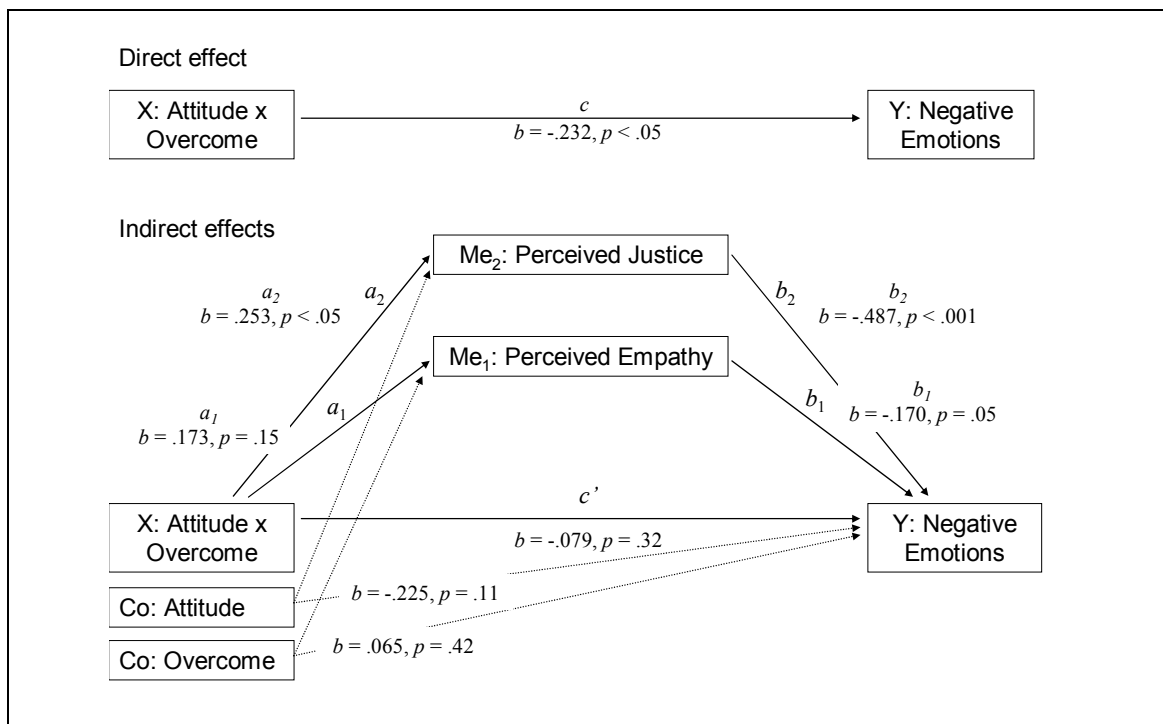 Direct effect
X: Attitude x
Overcome
c
b = -.232, p < .05
Y: Negative
Emotions
Indirect effects
Me₂: Perceived Justice
a₂
b = .253, p < .05
a₂
b₂
b₂
b = -.487, p < .001
Me₁: Perceived Empathy
a₁
b = .173, p = .15
a₁
b₁
b₁
b = -.170, p = .05
X: Attitude x
Overcome
c’
b = -.079, p = .32
Y: Negative
Emotions
Co: Attitude
b = -.225, p = .11
Co: Overcome
b = .065, p = .42